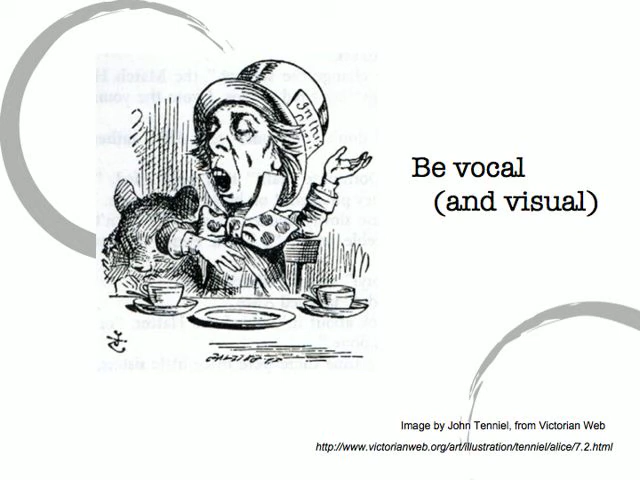 Be vocal
(and visual)
Image by John Tenniel, from Victorian Web
http://www.victorianweb.org/art/illustration/tenniel/alice/7.2.html